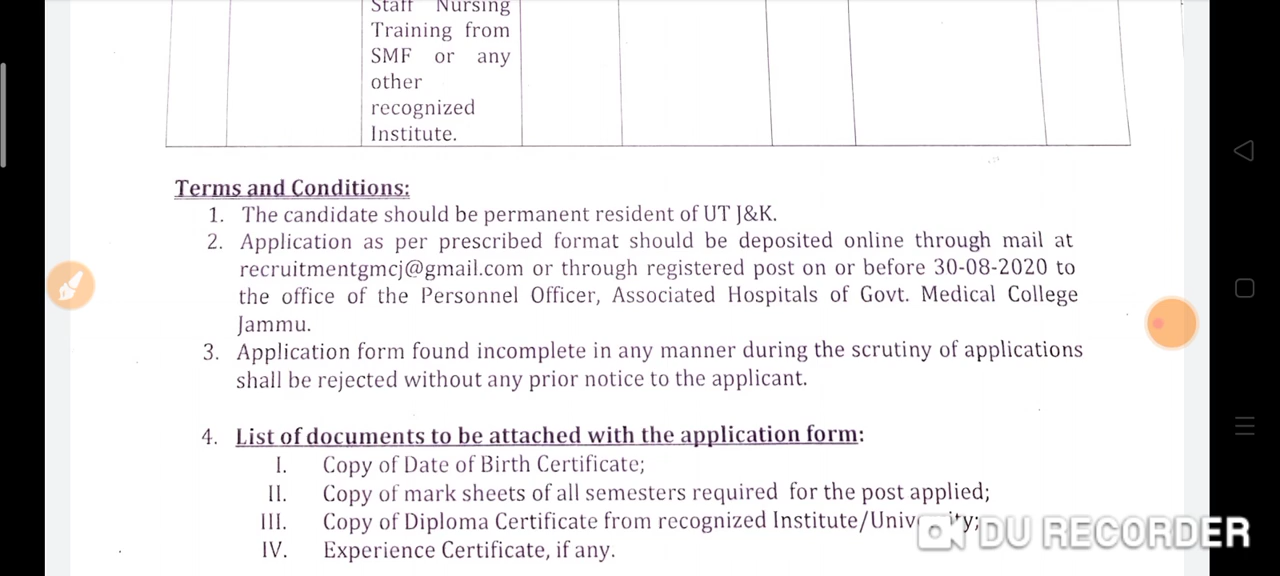 Staff Nursing
Training from
SMF or any
other
recognized
Institute.
Terms and Conditions:
1. The candidate should be permanent resident of UT J&K.
2. Application as per prescribed format should be deposited online through mail at
recruitmentgmcj@gmail.com or through registered post on or before 30-08-2020 to
the office of the Personnel Officer, Associated Hospitals of Govt. Medical College
Jammu.
3. Application form found incomplete in any manner during the scrutiny of applications
shall be rejected without any prior notice to the applicant.
4. List of documents to be attached with the application form:
I. Copy of Date of Birth Certificate;
II. Copy of mark sheets of all semesters required for the post applied;
III. Copy of Diploma Certificate from recognized Institute/University;
IV. Experience Certificate, if any.
DU RECORDER